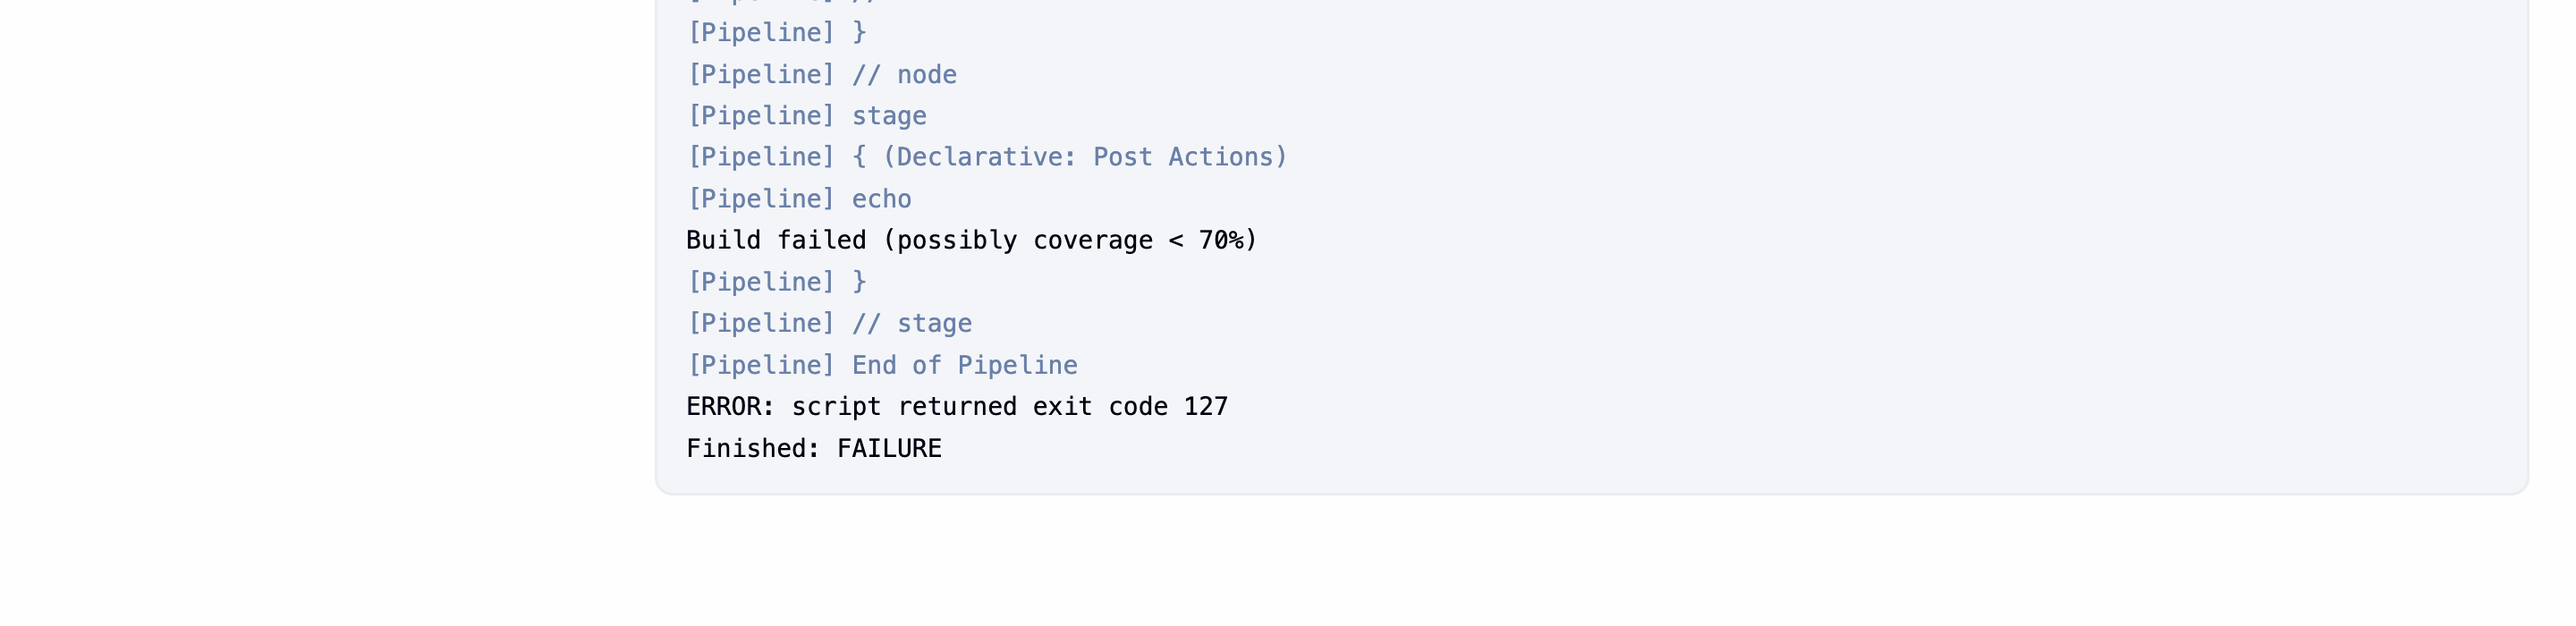 [Pipeline] }
[Pipeline] // node
[Pipeline] stage
[Pipeline] { (Declarative: Post Actions)
[Pipeline] echo
Build failed (possibly coverage < 70%)
[Pipeline] }
[Pipeline] // stage
[Pipeline] End of Pipeline
ERROR: script returned exit code 127
Finished: FAILURE